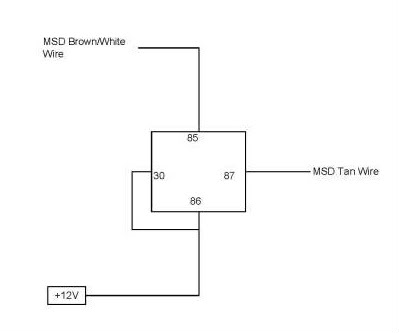 MSD Brown/White
Wire
85
30
87
MSD Tan Wire
86
+12V